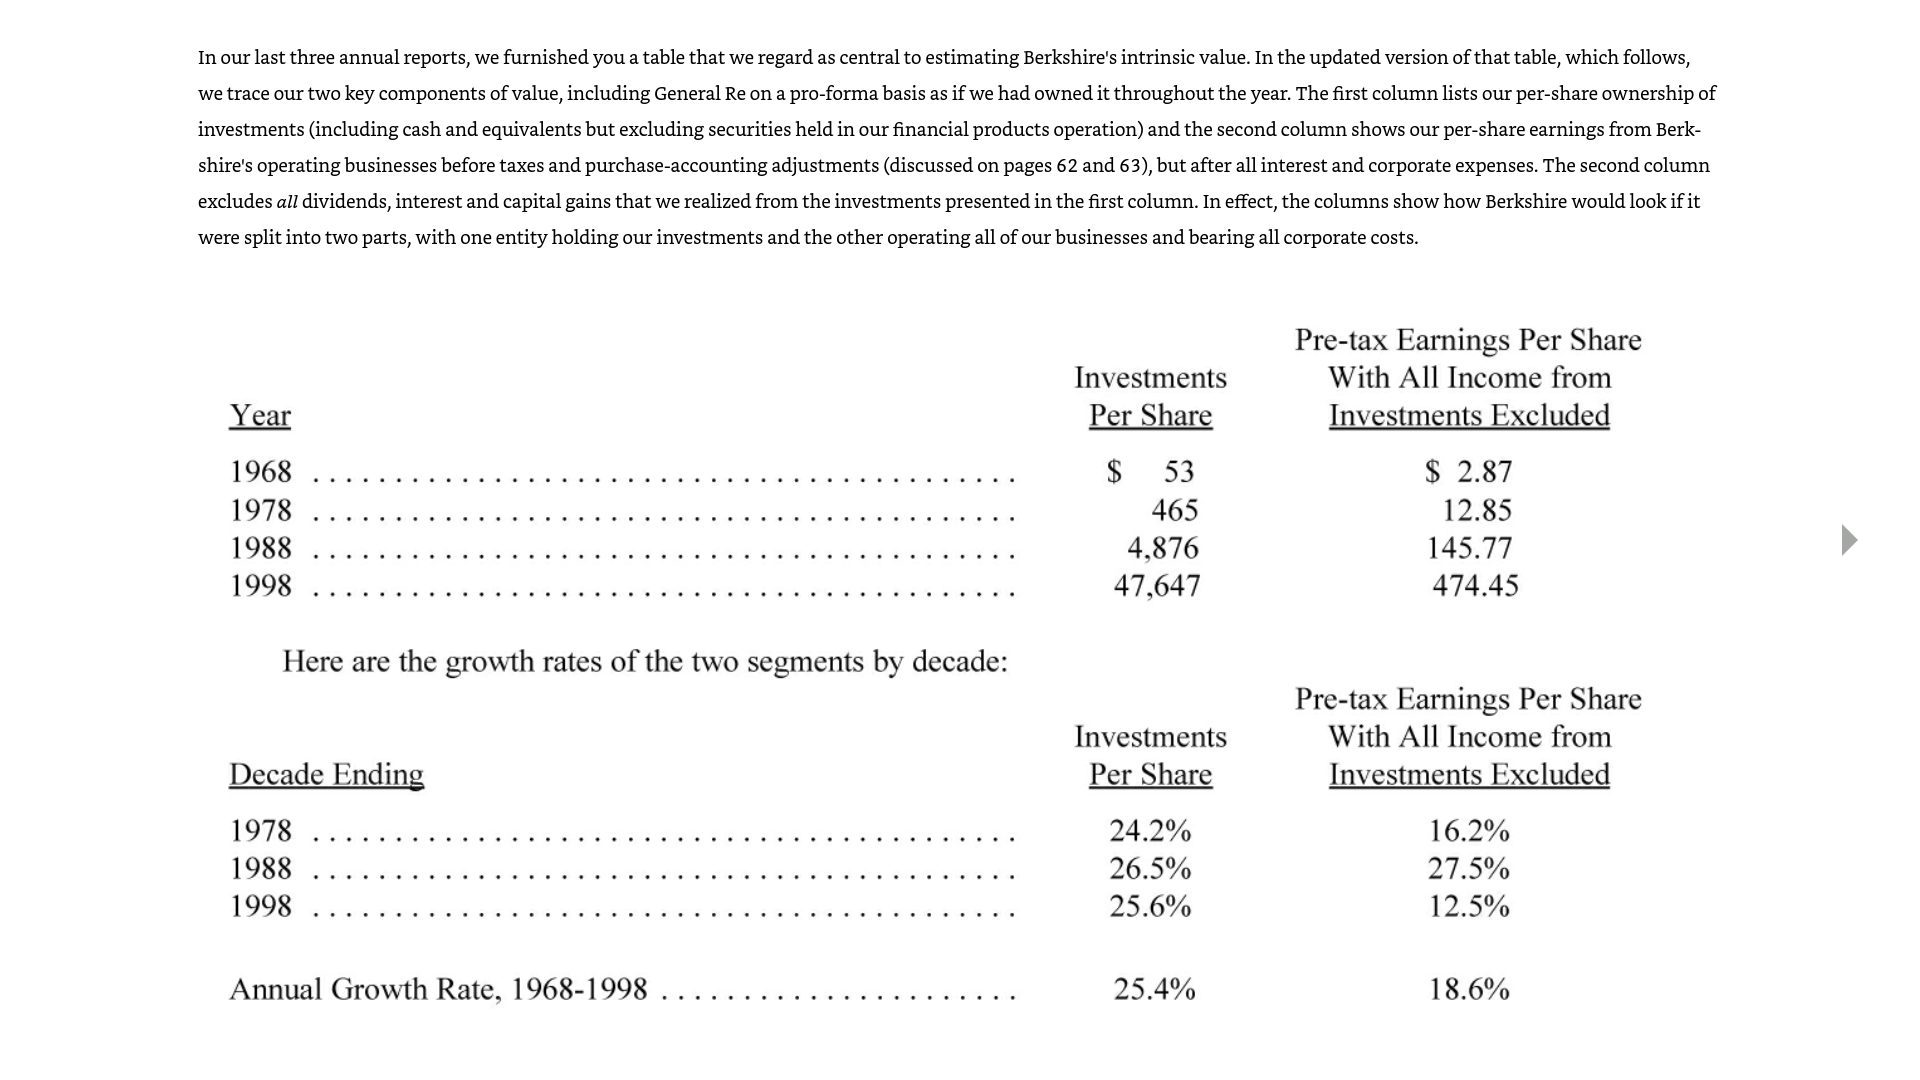 In our last three annual reports, we furnished you a table that we regard as central to estimating Berkshire's intrinsic value. In the updated version of that table, which follows,
we trace our two key components of value, including General Re on a pro-forma basis as if we had owned it throughout the year. The first column lists our per-share ownership of
investments (including cash and equivalents but excluding securities held in our financial products operation) and the second column shows our per-share earnings from Berk-
shire's operating businesses before taxes and purchase-accounting adjustments (discussed on pages 62 and 63), but after all interest and corporate expenses. The second column
excludes all dividends, interest and capital gains that we realized from the investments presented in the first column. In effect, the columns show how Berkshire would look if it
were split into two parts, with one entity holding our investments and the other operating all of our businesses and bearing all corporate costs.
Pre-tax Earnings Per Share
Investments With All Income from
Year Per Share Investments Excluded
1968 . . . . . . . . . . . . . . . . . . . . . . . . . . . . . . . . . . . . . . . . . . . $ 53 $ 2.87
1978 . . . . . . . . . . . . . . . . . . . . . . . . . . . . . . . . . . . . . . . . . . . 465 12.85
1988 . . . . . . . . . . . . . . . . . . . . . . . . . . . . . . . . . . . . . . . . . . . 4,876 145.77
1998 . . . . . . . . . . . . . . . . . . . . . . . . . . . . . . . . . . . . . . . . . . . 47,647 474.45
Here are the growth rates of the two segments by decade:
Pre-tax Earnings Per Share
Investments With All Income from
Decade Ending Per Share Investments Excluded
1978 . . . . . . . . . . . . . . . . . . . . . . . . . . . . . . . . . . . . . . . . . . . 24.2% 16.2%
1988 . . . . . . . . . . . . . . . . . . . . . . . . . . . . . . . . . . . . . . . . . . . 26.5% 27.5%
1998 . . . . . . . . . . . . . . . . . . . . . . . . . . . . . . . . . . . . . . . . . . . 25.6% 12.5%
Annual Growth Rate, 1968-1998 . . . . . . . . . . . . . . . . . . . . . . 25.4% 18.6%